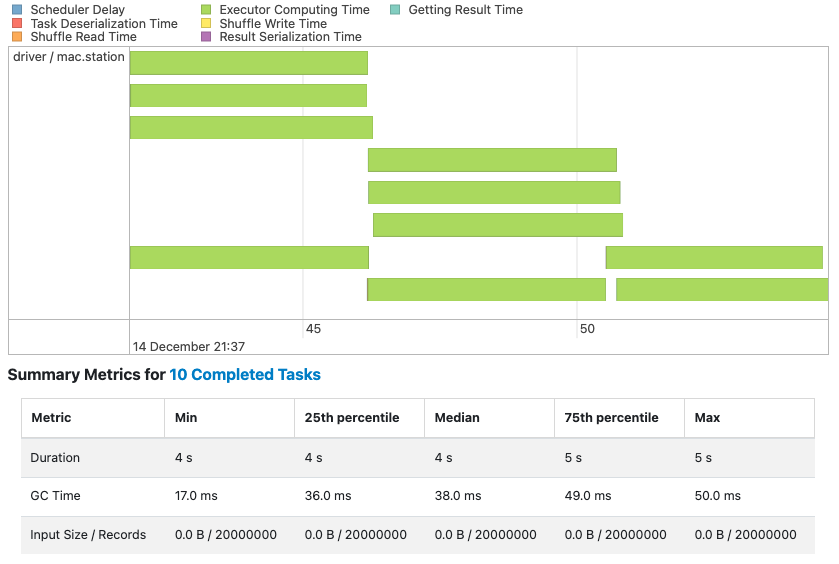 Scheduler Delay Executor Computing Time Getting Result Time
Task Deserialization Time Shuffle Write Time
Shuffle Read Time Result Serialization Time
driver / mac.station
45 50
14 December 21:37
Summary Metrics for 10 Completed Tasks
Metric Min 25th percentile Median 75th percentile Max
Duration 4 s 4 s 4 s 5 s 5 s
GC Time 17.0 ms 36.0 ms 38.0 ms 49.0 ms 50.0 ms
Input Size / Records 0.0 B / 20000000 0.0 B / 20000000 0.0 B / 20000000 0.0 B / 20000000 0.0 B / 20000000